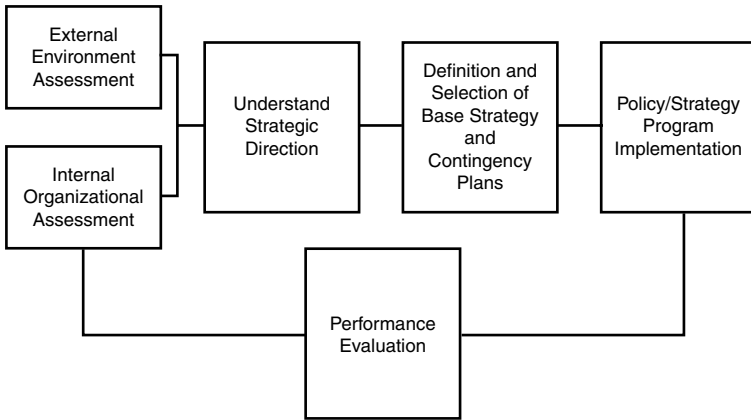 External
Environment
Assessment
Internal
Organizational
Assessment
Understand
Strategic
Direction
Definition and
Selection of
Base Strategy
and
Contingency
Plans
Policy/Strategy
Program
Implementation
Performance
Evaluation